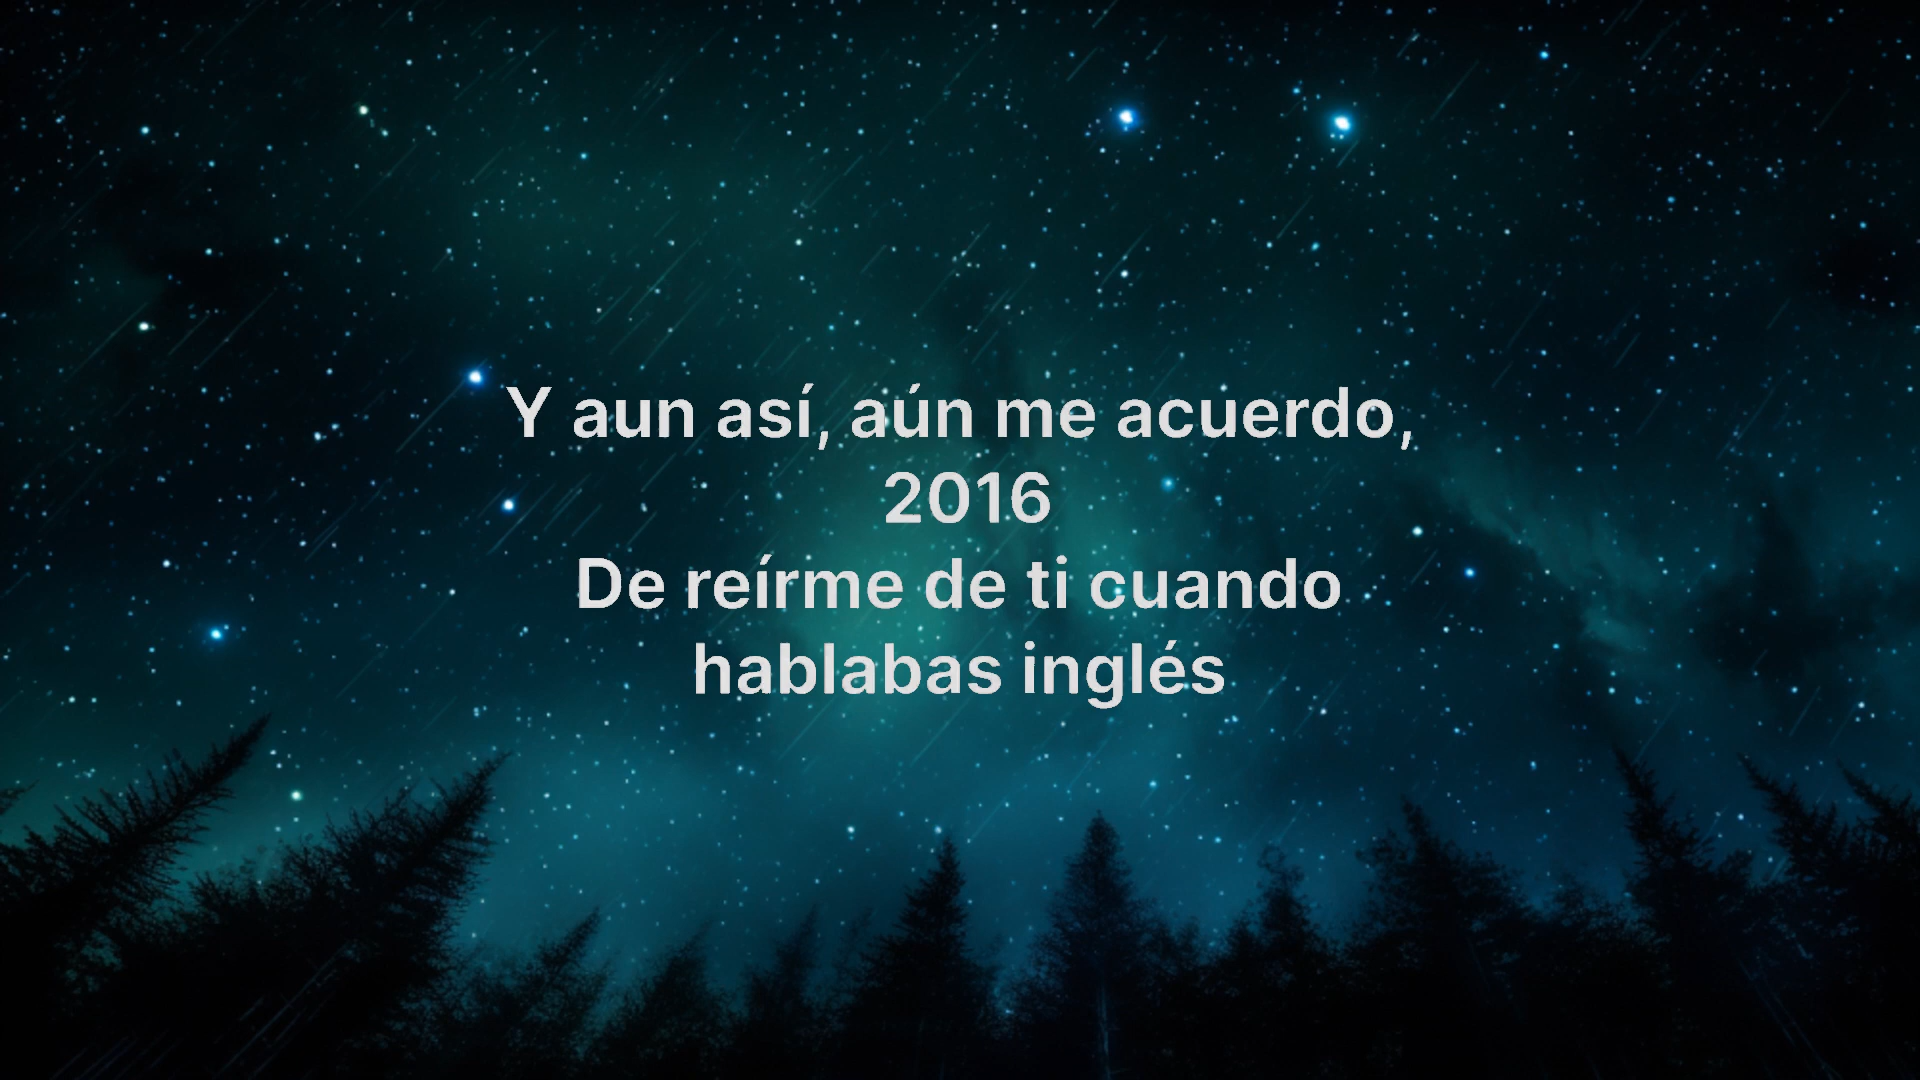 Y aun así, aún me acuerdo,
2016
De reírme de ti cuando
hablabas inglés